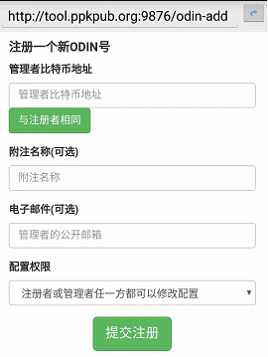 http://tool.ppkpub.org:9876/odin-add
注册一个新ODIN号
管理者比特币地址
管理者比特币地址
与注册者相同
附注名称(可选)
附注名称
电子邮件(可选)
管理者的公开邮箱
配置权限
注册者或管理者任一方都可以修改配置
提交注册